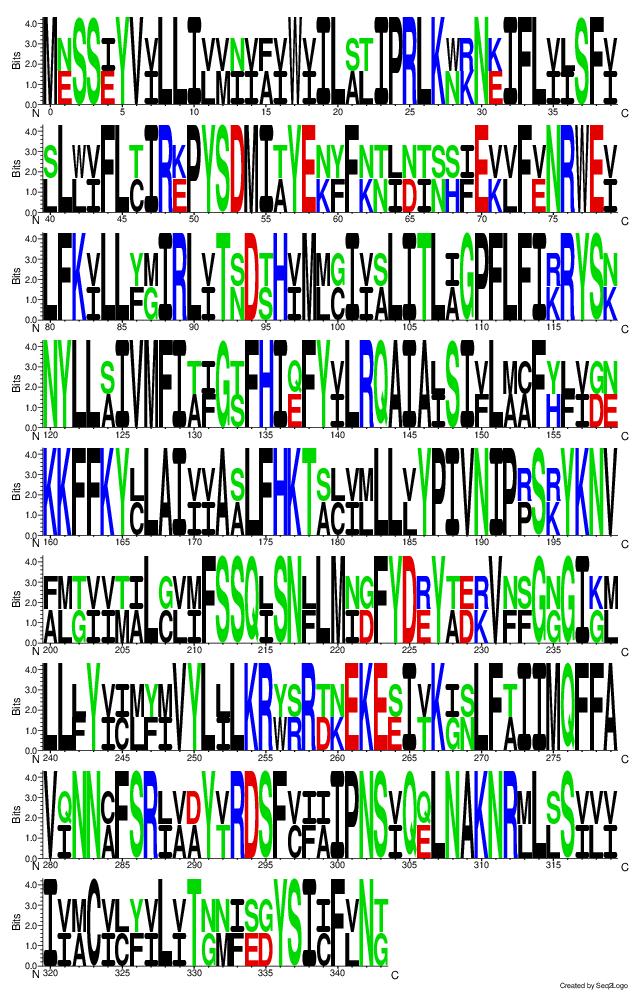 4.0 3.0 2.0 1.0 0.0
Bits
MNSSIYVVLLIVVNVFVWVILSTIPRLKWRNKIFLVLSFV
N 0 5 10 15 20 25 30 35 C
4.0 3.0 2.0 1.0 0.0
Bits
SLWVFLTIRKPYSDMITYENYFNTLNTSSIEVVFVNRWEV
N 40 45 50 55 60 65 70 75 C
4.0 3.0 2.0 1.0 0.0
Bits
LFKVLLYMIRLVTSDTHVMMGIVSLITLIGPFLFIRRYSN
N 80 85 90 95 100 105 110 115 C
4.0 3.0 2.0 1.0 0.0
Bits
NYLLSIVMFITIGTFHIQFYVLRQAIALSIVLMCFYLVGN
N 120 125 130 135 140 145 150 155 C
4.0 3.0 2.0 1.0 0.0
Bits
KKFFKYLLAIVVASLFHKTSLVMLLVYPIVNIPRSRYKNV
N 160 165 170 175 180 185 190 195 C
4.0 3.0 2.0 1.0 0.0
Bits
FMTVVTILGVMFSSQLSNLLMNGFYDRYTERVNSGNGIKM
N 200 205 210 215 220 225 230 235 C
4.0 3.0 2.0 1.0 0.0
Bits
LLLYVIMYMVYLLLKRYSRTNEKESIVKISLFTIIMQFFA
N 240 245 250 255 260 265 270 275 C
4.0 3.0 2.0 1.0 0.0
Bits
VQNNCFSRLVDYVRDSFVIIIPNSVQQLNAKNRMLSSVVV
N 280 285 290 295 300 305 310 315 C
4.0 3.0 2.0 1.0 0.0
Bits
IVMCVLYVLVTNNISGYSIIFVNT
N 320 325 330 335 340 C
Created by Seq2Logo